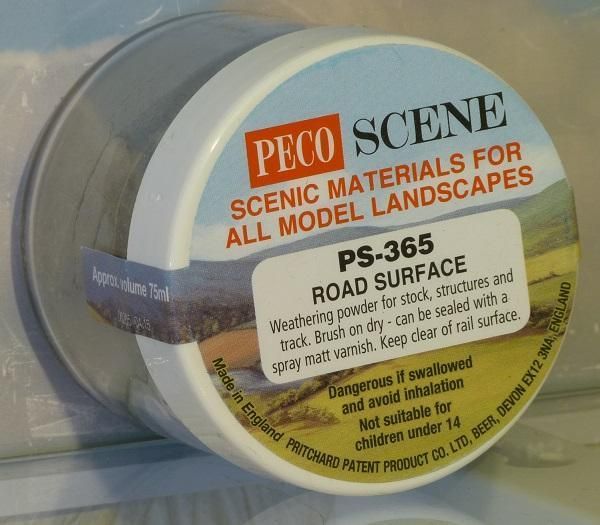 PECO SCENE
SCENIC MATERIALS FOR
ALL MODEL LANDSCAPES
PS-365
ROAD SURFACE
Weathering powder for stock, structures and
track. Brush on dry - can be sealed with a
spray matt varnish. Keep clear of rail surface.
Approx. volume 75ml
Dangerous if swallowed
and avoid inhalation
Not suitable for
children under 14
Made in England
PRITCHARD PATENT PRODUCT CO. LTD, BEER, DEVON EX12 3NA, ENGLAND